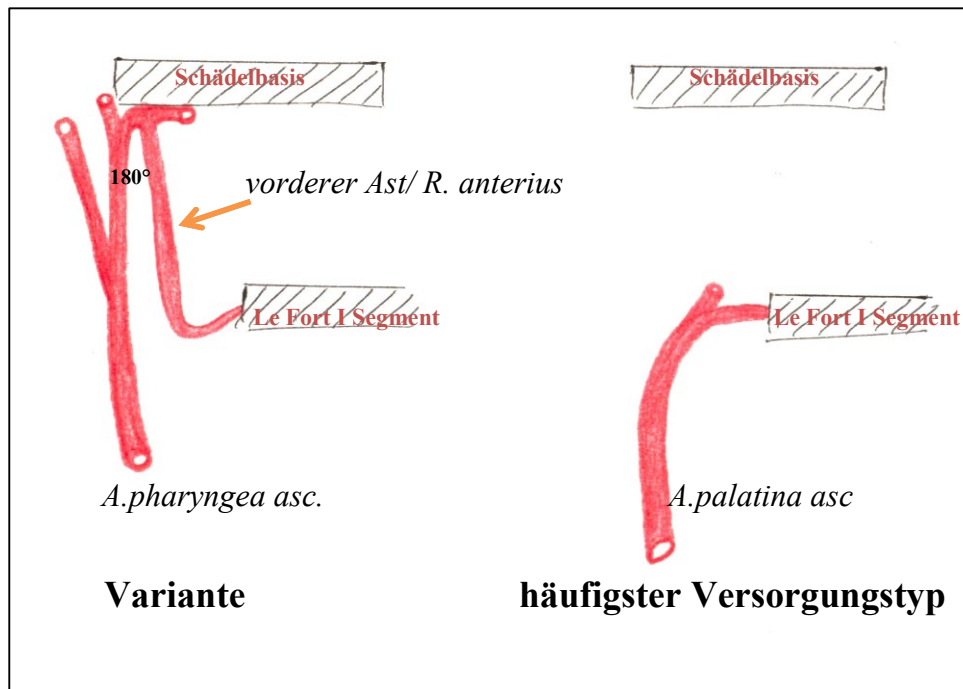 Schädelbasis
Schädelbasis
180°
vorderer Ast/ R. anterius
Le Fort I Segment
Le Fort I Segment
A.pharyngea asc.
A.palatina asc
Variante
häufigster Versorgungstyp